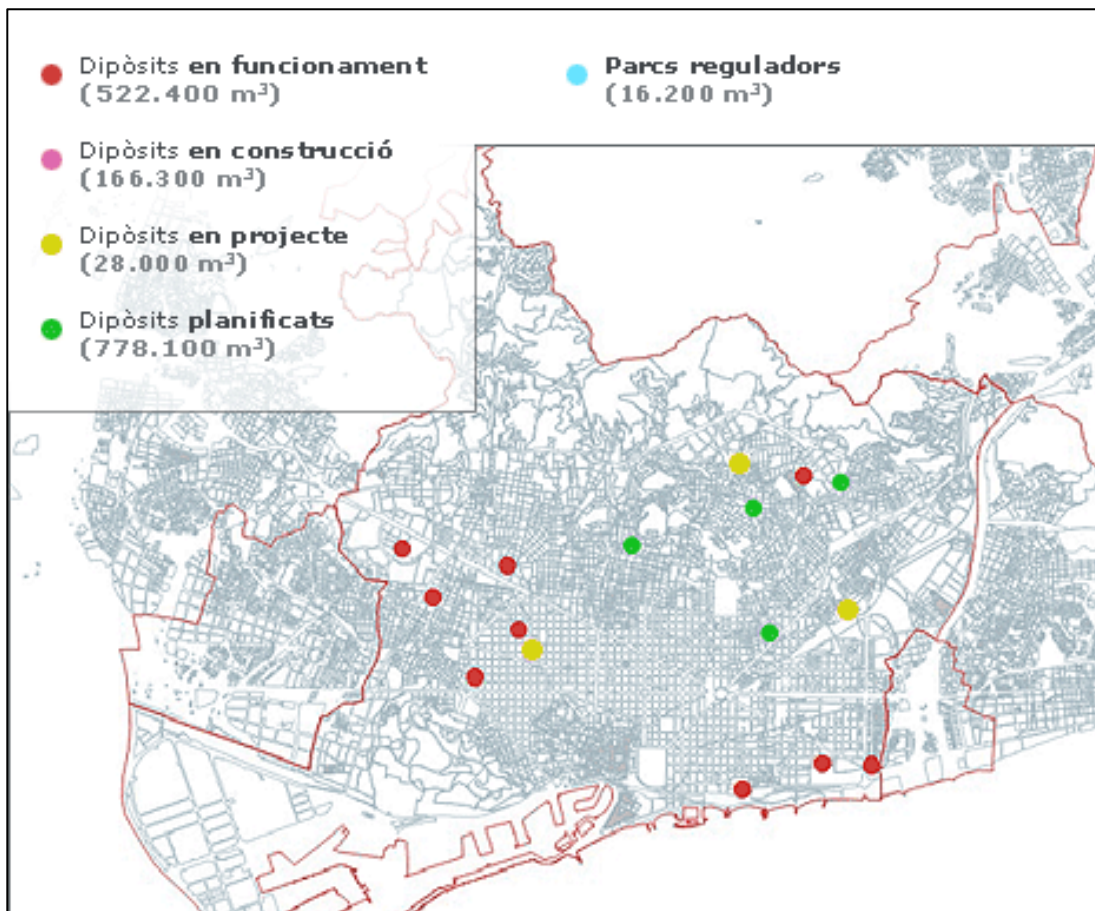 Dipòsits en funcionament
(522.400 m³)
Dipòsits en construcció
(166.300 m³)
Dipòsits en projecte
(28.000 m³)
Dipòsits planificats
(778.100 m³)
Parcs reguladors
(16.200 m³)